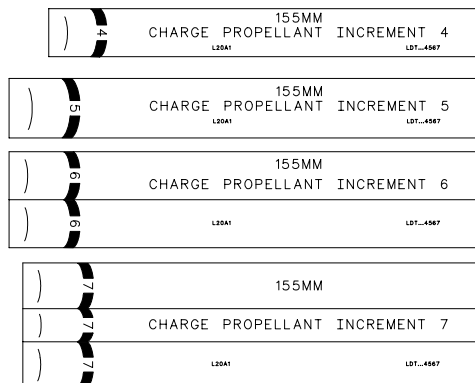 155MM
4 CHARGE PROPELLANT INCREMENT 4
L20A1 LDT...4567
155MM
5 CHARGE PROPELLANT INCREMENT 5
L20A1 LDT...4567
155MM
6 CHARGE PROPELLANT INCREMENT 6
6 L20A1 LDT...4567
7 155MM
7 CHARGE PROPELLANT INCREMENT 7
7 L20A1 LDT...4567